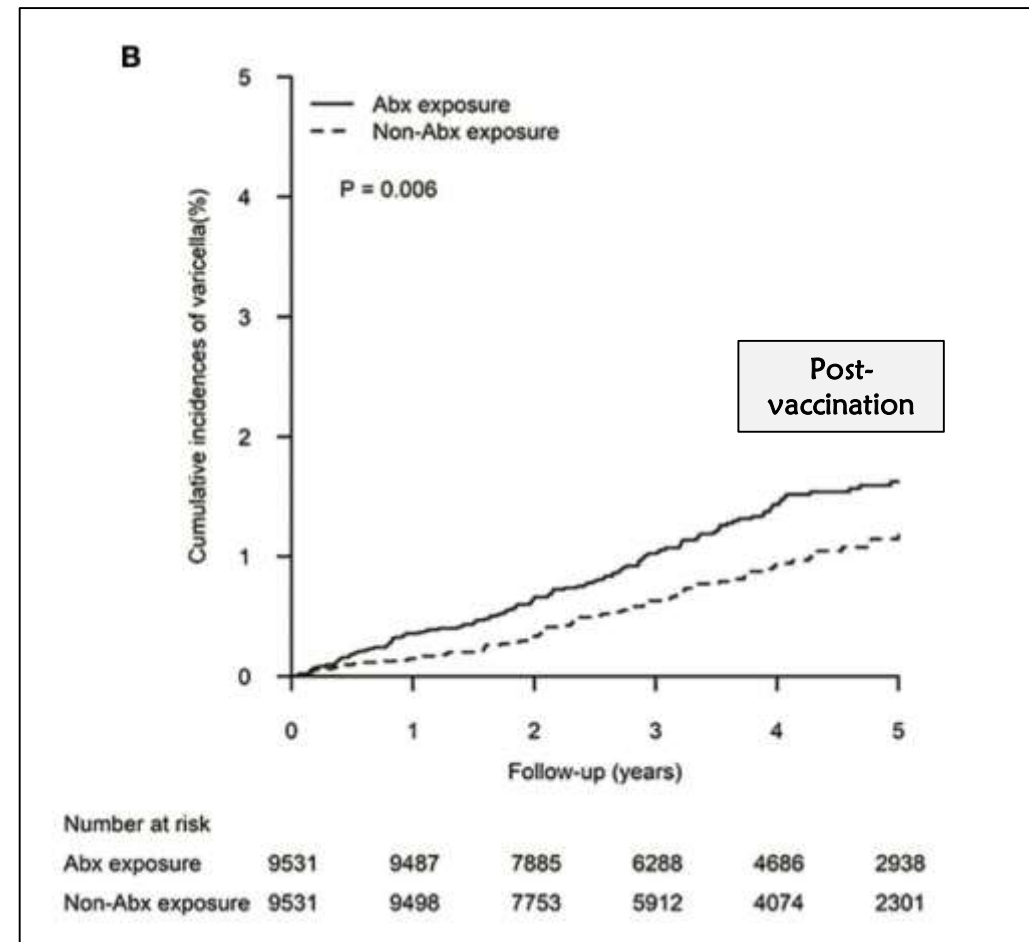 B
5
Abx exposure
Non-Abx exposure
P = 0.006
4
3
2
1
0
Cumulative incidences of varicella(%)
Post-
vaccination
0 1 2 3 4 5
Follow-up (years)
Number at risk
Abx exposure 9531 9487 7885 6288 4686 2938
Non-Abx exposure 9531 9498 7753 5912 4074 2301